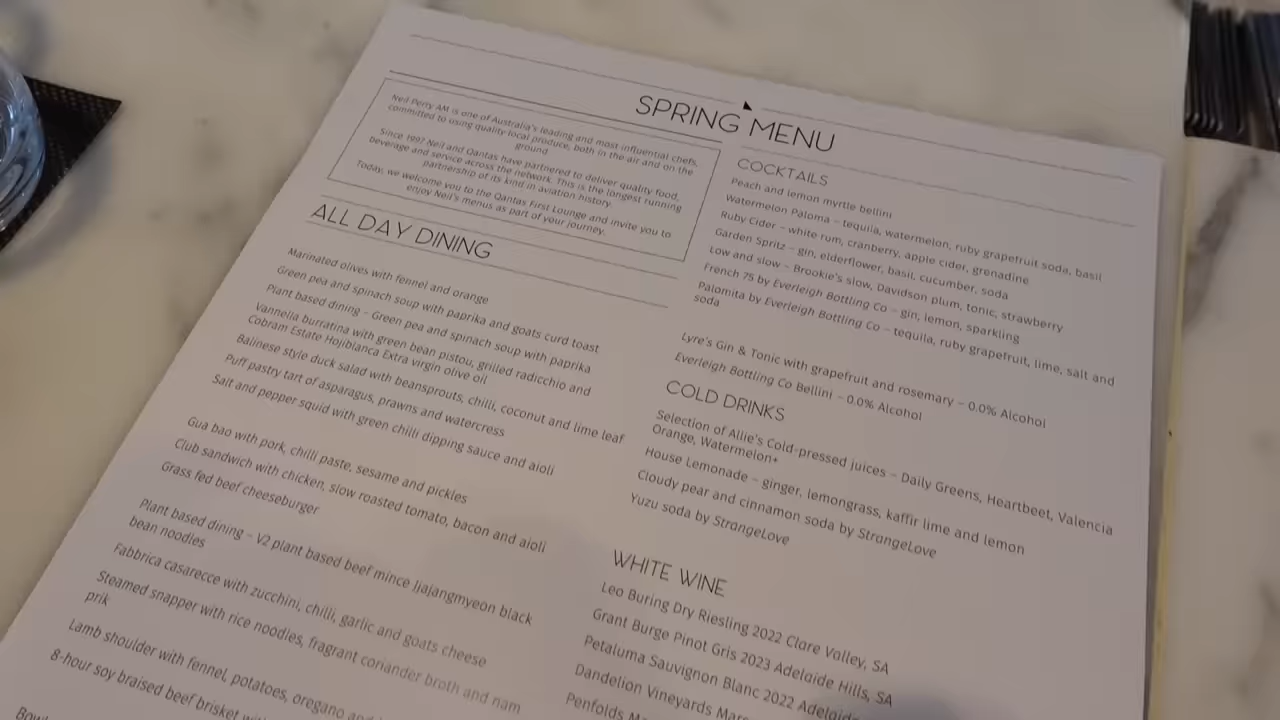 SPRING MENU
Neil Perry AM is one of Australia's leading and most influential chefs,
committed to using quality local produce, both in the air and on the
ground
Since 1997 Neil and Qantas have partnered to deliver quality food,
beverage and service across the network. This is the longest running
partnership of its kind in aviation history.
Today, we welcome you to the Qantas First Lounge and invite you to
enjoy Neil's menus as part of your journey.
ALL DAY DINING
Marinated olives with fennel and orange
Green pea and spinach soup with paprika and goats curd toast
Plant based dining – Green pea and spinach soup with paprika
Vannella burratina with green bean pistou, grilled radicchio and
Cobram Estate Hojiblanca Extra virgin olive oil
Balinese style duck salad with beansprouts, chilli, coconut and lime leaf
Puff pastry tart of asparagus, prawns and watercress
Salt and pepper squid with green chilli dipping sauce and aioli
Gua bao with pork, chilli paste, sesame and pickles
Club sandwich with chicken, slow roasted tomato, bacon and aioli
Grass fed beef cheeseburger
Plant based dining – V2 plant based beef mince Jjajangmyeon black
bean noodles
Fabbrica casarecce with zucchini, chilli, garlic and goats cheese
Steamed snapper with rice noodles, fragrant coriander broth and nam
prik
Lamb shoulder with fennel, potatoes, oregano and
8-hour soy braised beef brisket
COCKTAILS
Peach and lemon myrtle bellini
Watermelon Paloma – tequila, watermelon, ruby grapefruit soda, basil
Ruby Cider – white rum, cranberry, apple cider, grenadine
Garden Spritz – gin, elderflower, basil, cucumber, soda
Low and slow – Brookie's slow, Davidson plum, tonic, strawberry
French 75 by Everleigh Bottling Co – gin, lemon, sparkling
Palomita by Everleigh Bottling Co – tequila, ruby grapefruit, lime, salt and
soda
Lyre's Gin & Tonic with grapefruit and rosemary – 0.0% Alcohol
Everleigh Bottling Co Bellini – 0.0% Alcohol
COLD DRINKS
Selection of Allie's Cold-pressed juices – Daily Greens, Heartbeet, Valencia
Orange, Watermelon+
House Lemonade – ginger, lemongrass, kaffir lime and lemon
Cloudy pear and cinnamon soda by StrangeLove
Yuzu soda by StrangeLove
WHITE WINE
Leo Buring Dry Riesling 2022 Clare Valley, SA
Grant Burge Pinot Gris 2023 Adelaide Hills, SA
Petaluma Sauvignon Blanc 2022 Adelaide
Dandelion Vineyards
Penfolds